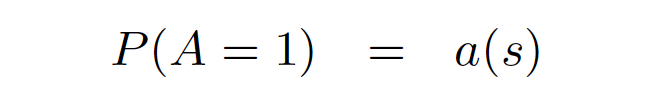 P(A = 1) = a(s)